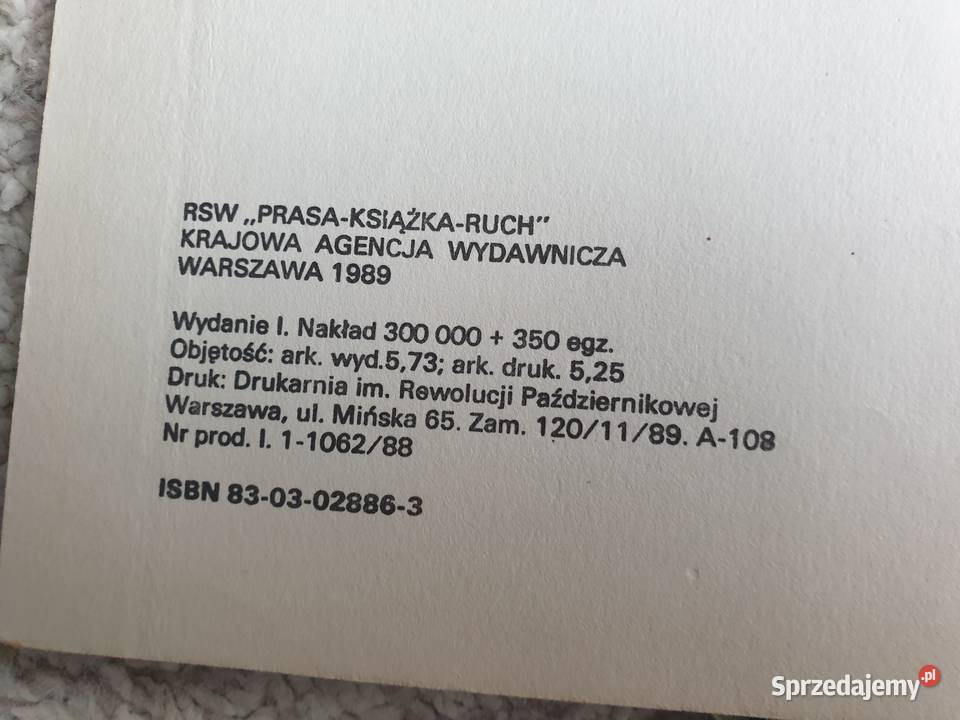 RSW „PRASA-KSIĄŻKA-RUCH”
KRAJOWA AGENCJA WYDAWNICZA
WARSZAWA 1989
Wydanie I. Nakład 300 000 + 350 egz.
Objętość: ark. wyd.5,73; ark. druk. 5,25
Druk: Drukarnia im. Rewolucji Październikowej
Warszawa, ul. Mińska 65. Zam. 120/11/89. A-108
Nr prod. I. 1-1062/88
ISBN 83-03-02886-3
Sprzedajemy.pl